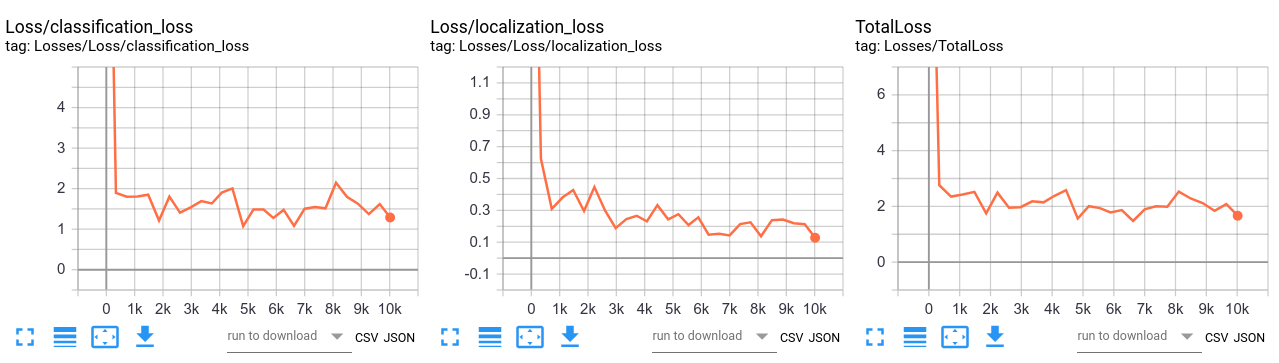 Loss/classification_loss
tag: Losses/Loss/classification_loss
4
3
2
1
0
0 1k 2k 3k 4k 5k 6k 7k 8k 9k 10k
run to download CSV JSON
Loss/localization_loss
tag: Losses/Loss/localization_loss
1.1
0.9
0.7
0.5
0.3
0.1
-0.1
0 1k 2k 3k 4k 5k 6k 7k 8k 9k 10k
run to download CSV JSON
TotalLoss
tag: Losses/TotalLoss
6
4
2
0
0 1k 2k 3k 4k 5k 6k 7k 8k 9k 10k
run to download CSV JSON